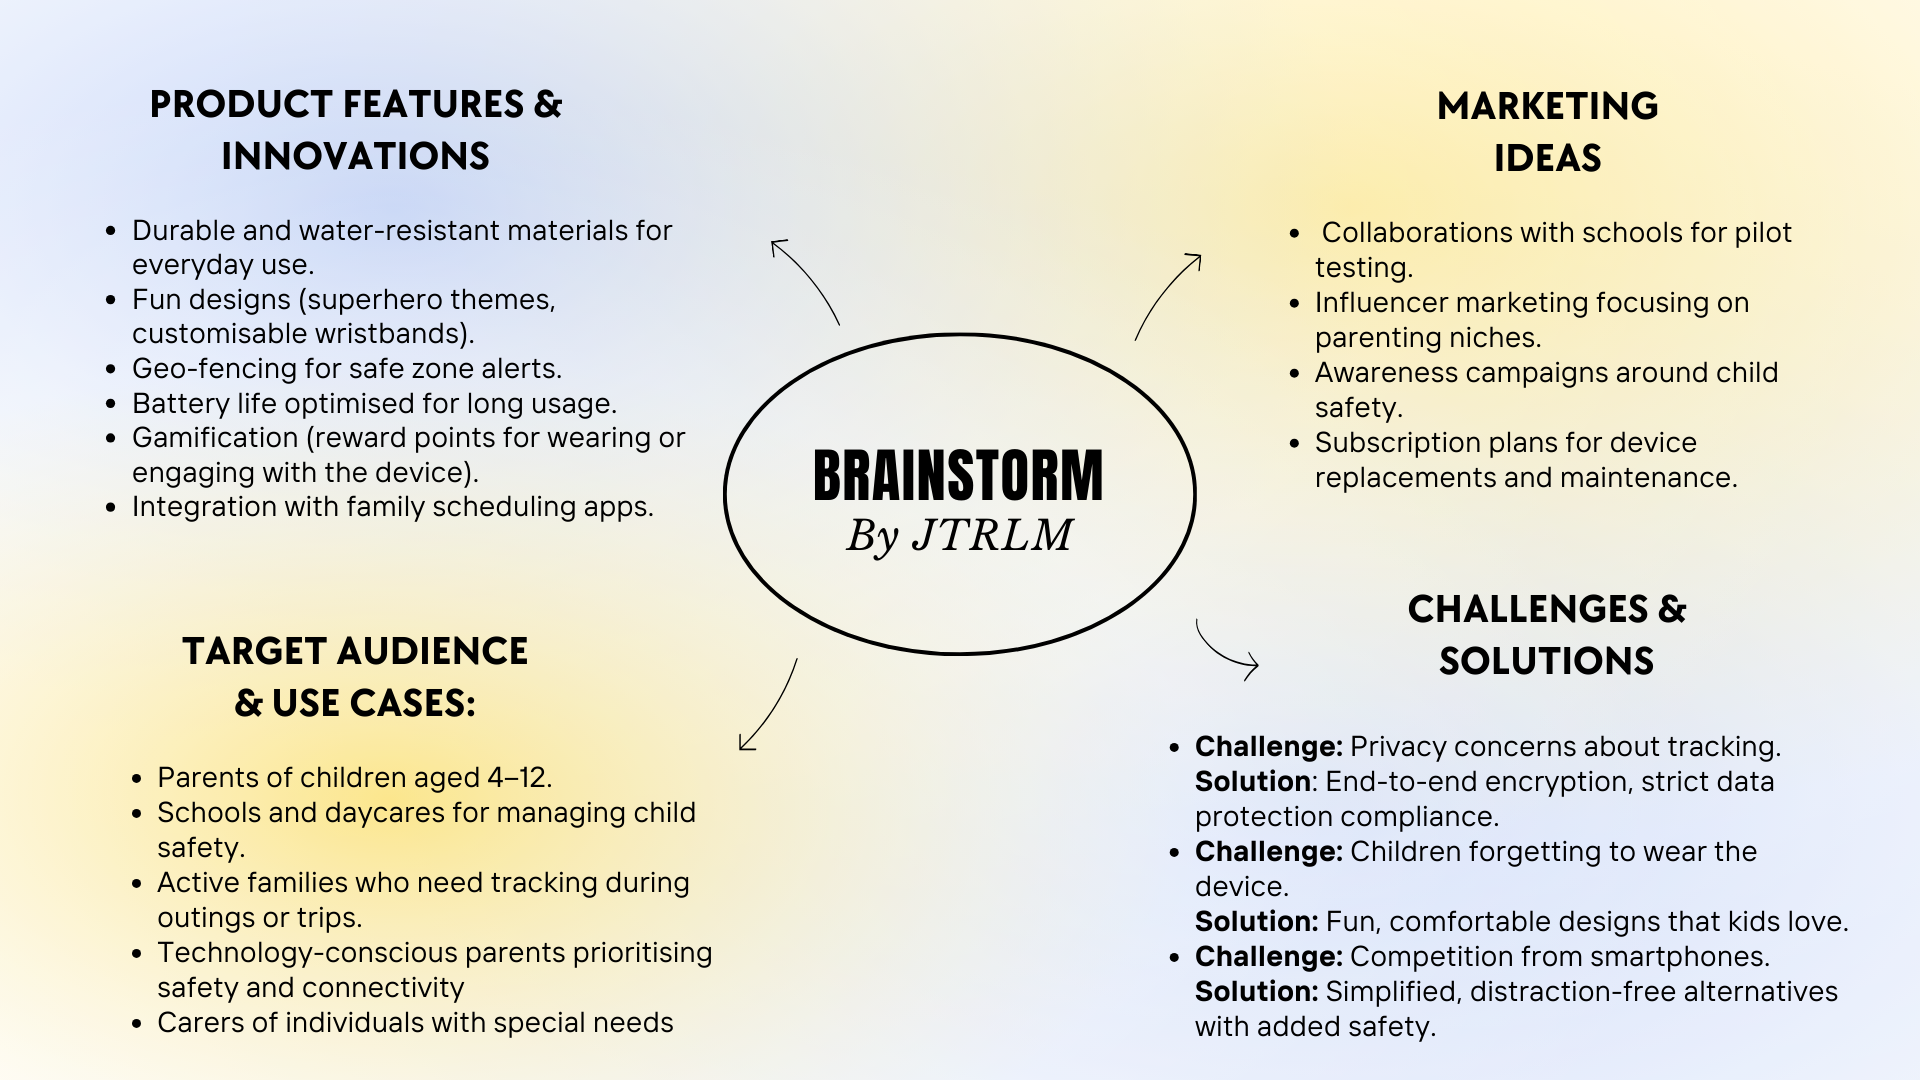 PRODUCT FEATURES &
INNOVATIONS
• Durable and water-resistant materials for
everyday use.
• Fun designs (superhero themes,
customisable wristbands).
• Geo-fencing for safe zone alerts.
• Battery life optimised for long usage.
• Gamification (reward points for wearing or
engaging with the device).
• Integration with family scheduling apps.
MARKETING
IDEAS
• Collaborations with schools for pilot
testing.
• Influencer marketing focusing on
parenting niches.
• Awareness campaigns around child
safety.
• Subscription plans for device
replacements and maintenance.
BRAINSTORM
By JTRLM
TARGET AUDIENCE
& USE CASES:
• Parents of children aged 4–12.
• Schools and daycares for managing child
safety.
• Active families who need tracking during
outings or trips.
• Technology-conscious parents prioritising
safety and connectivity
• Carers of individuals with special needs
CHALLENGES &
SOLUTIONS
• Challenge: Privacy concerns about tracking.
Solution: End-to-end encryption, strict data
protection compliance.
• Challenge: Children forgetting to wear the
device.
Solution: Fun, comfortable designs that kids love.
• Challenge: Competition from smartphones.
Solution: Simplified, distraction-free alternatives
with added safety.